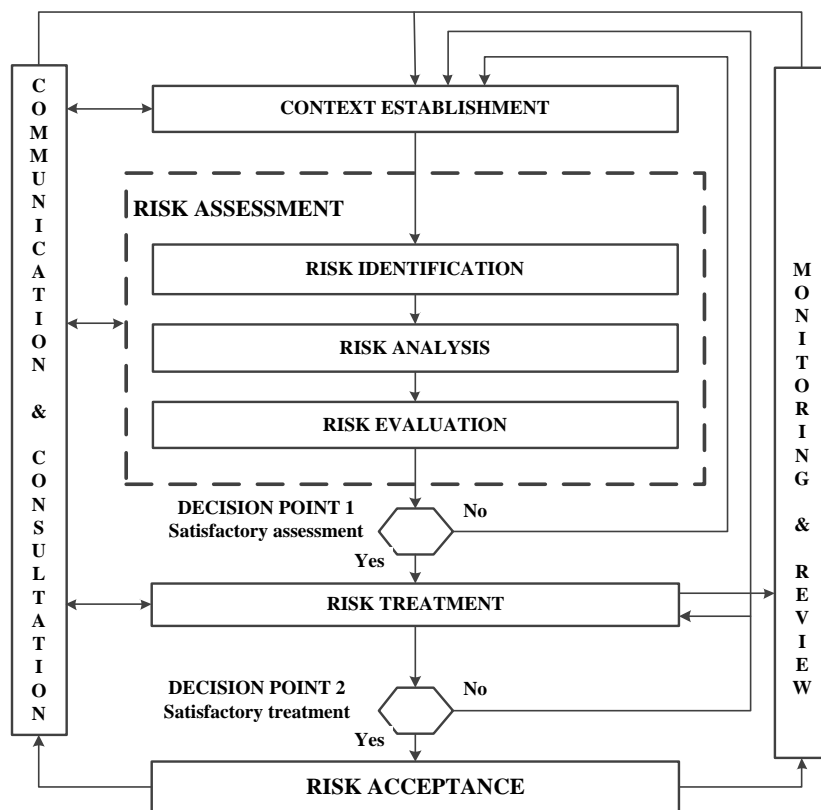 COMMUNICATION & CONSULTATION
CONTEXT ESTABLISHMENT
RISK ASSESSMENT
RISK IDENTIFICATION
RISK ANALYSIS
RISK EVALUATION
DECISION POINT 1
Satisfactory assessment
No
Yes
RISK TREATMENT
DECISION POINT 2
Satisfactory treatment
No
Yes
RISK ACCEPTANCE
MONITORING & REVIEW